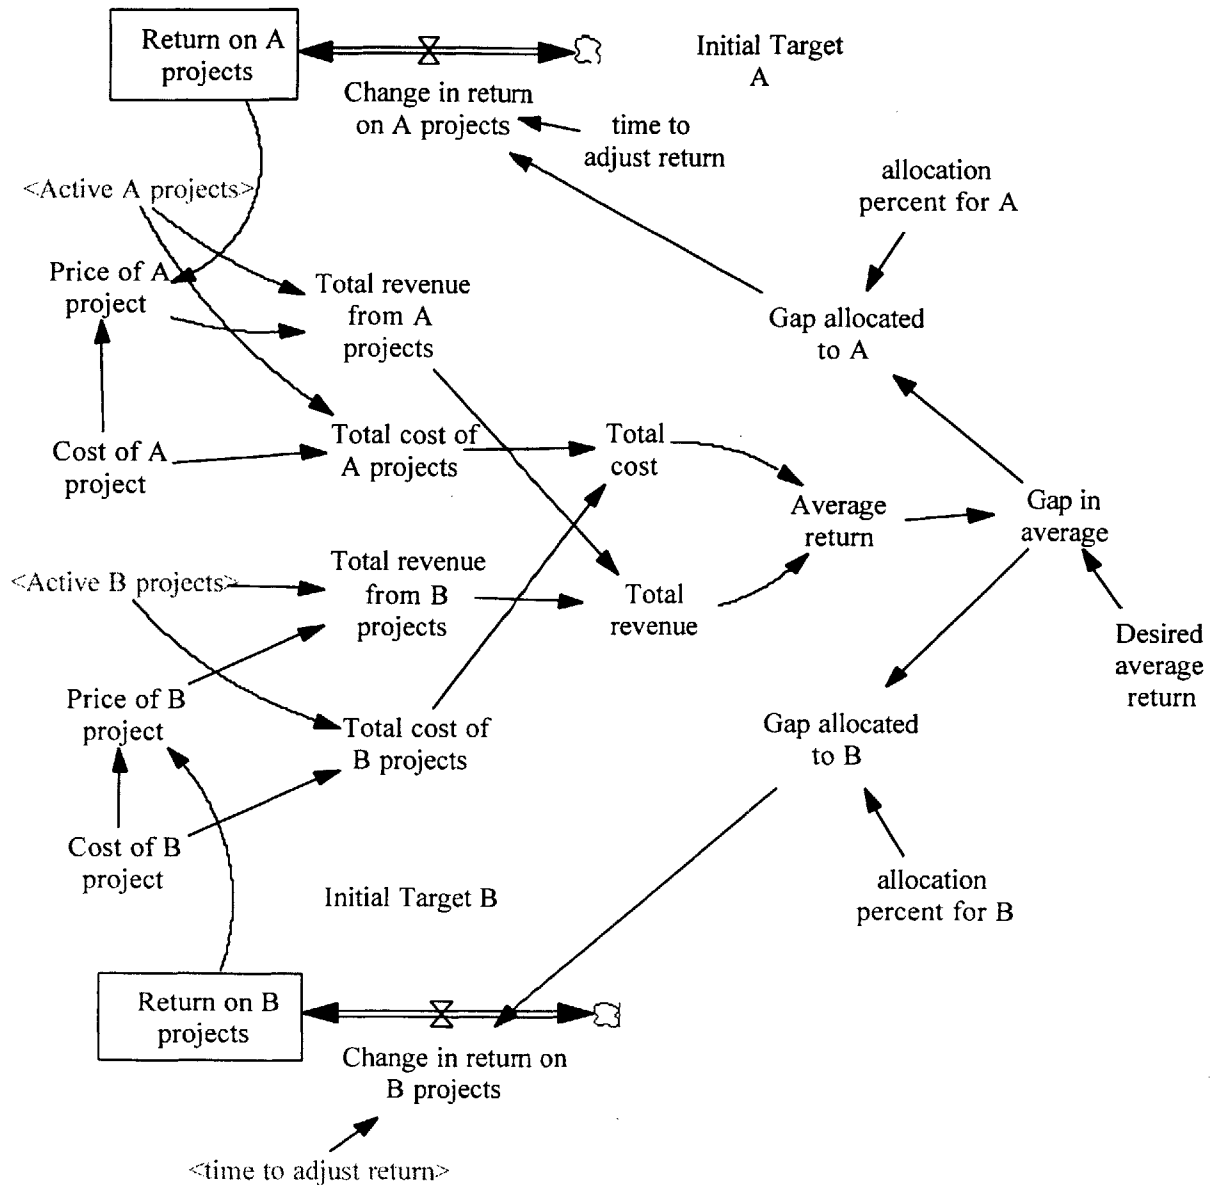 Return on A
projects
Initial Target
A
Change in return
on A projects
time to
adjust return
<Active A projects>
allocation
percent for A
Price of A
project
Total revenue
from A
projects
Gap allocated
to A
Cost of A
project
Total cost of
A projects
Total
cost
Average
return
Gap in
average
<Active B projects>
Total revenue
from B
projects
Total
revenue
Desired
average
return
Price of B
project
Total cost of
B projects
Gap allocated
to B
Cost of B
project
Initial Target B
allocation
percent for B
Return on B
projects
Change in return on
B projects
<time to adjust return>